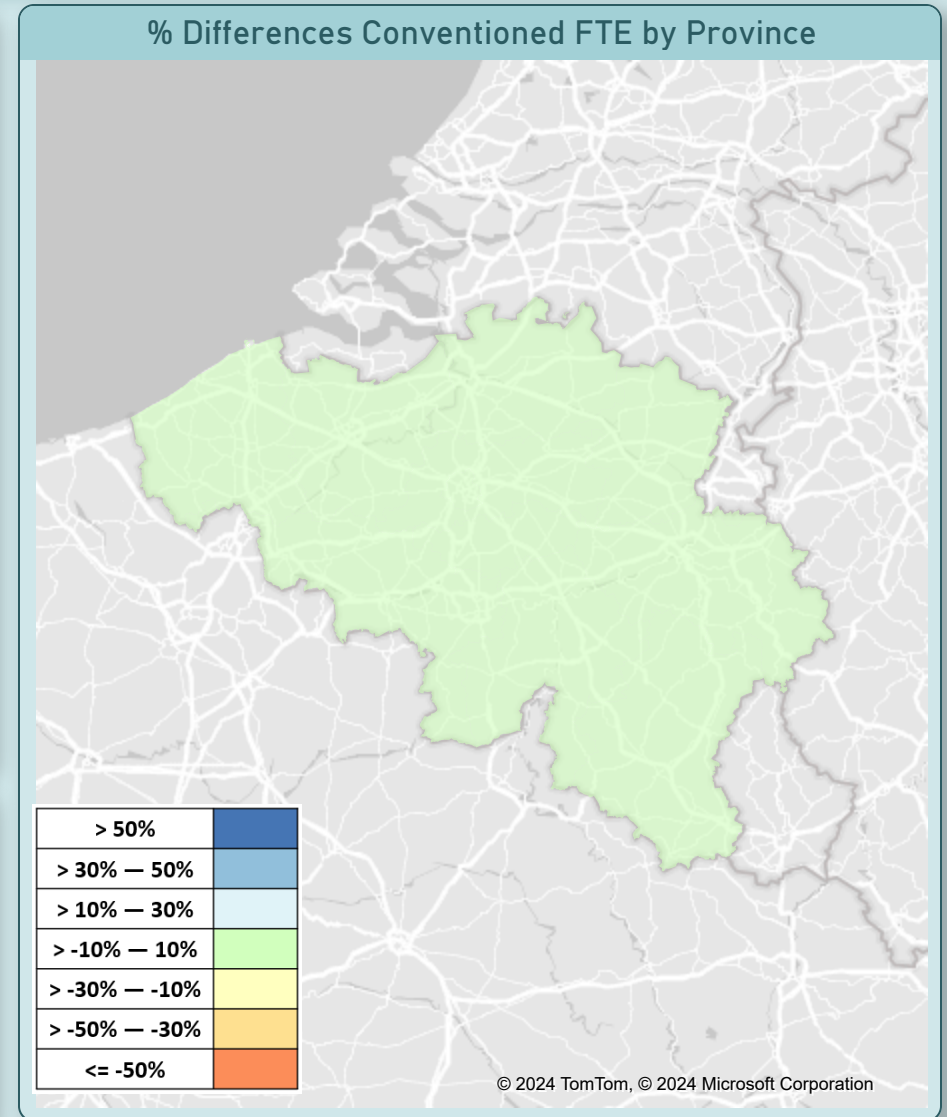 % Differences Conventioned FTE by Province
> 50%
> 30% — 50%
> 10% — 30%
> -10% — 10%
> -30% — -10%
> -50% — -30%
<= -50%
© 2024 TomTom, © 2024 Microsoft Corporation